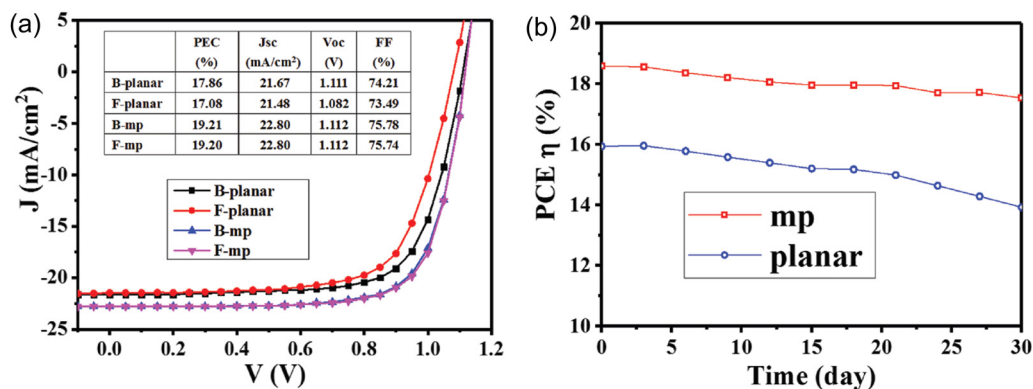 (a)
PEC Jsc Voc FF
(%) (mA/cm²) (V) (%)
B-planar 17.86 21.67 1.111 74.21
F-planar 17.08 21.48 1.082 73.49
B-mp 19.21 22.80 1.112 75.78
F-mp 19.20 22.80 1.112 75.74
B-planar
F-planar
B-mp
F-mp
J (mA/cm²)
5
0
-5
-10
-15
-20
-25
0.0 0.2 0.4 0.6 0.8 1.0 1.2
V (V)
(b)
PCE η (%)
20
18
16
14
12
10
mp
planar
0 5 10 15 20 25 30
Time (day)